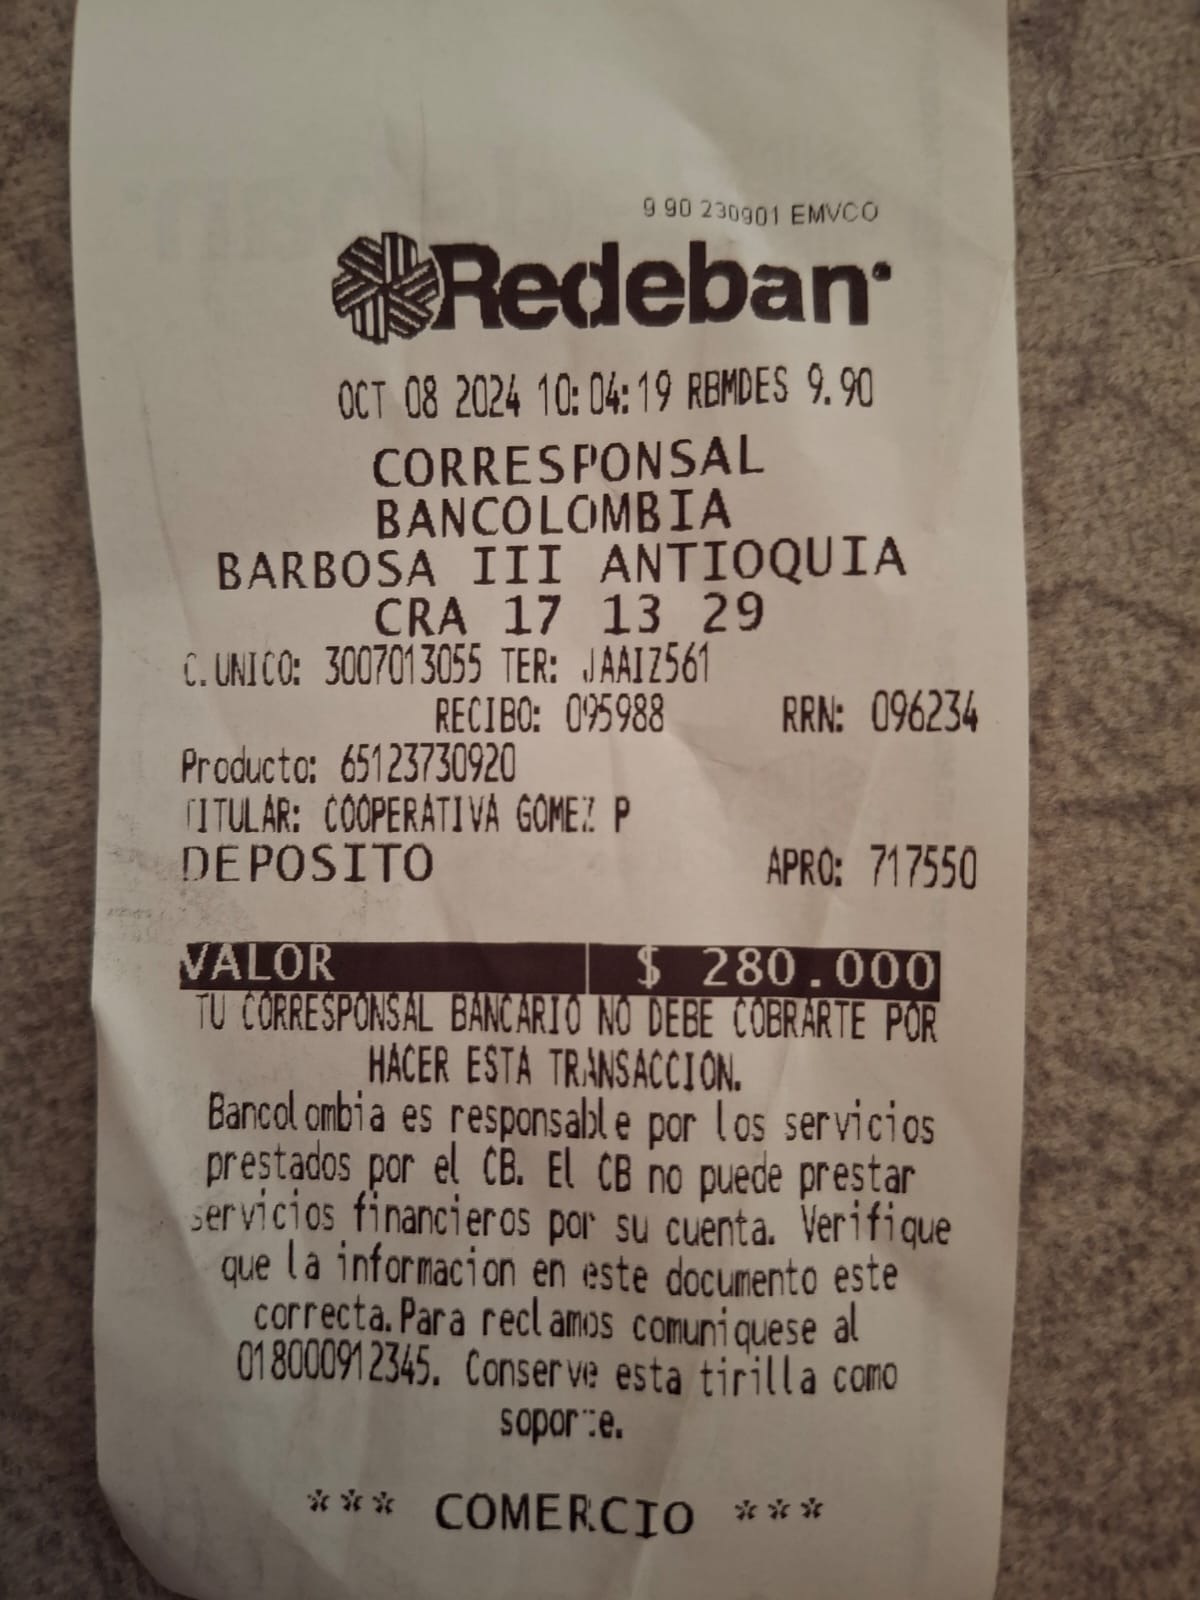 9 90 230901 EMVCO
Redeban
OCT 08 2024 10:04:19 RBMDES 9.90
CORRESPONSAL
BANCOLOMBIA
BARBOSA III ANTIOQUIA
CRA 17 13 29
C.UNICO: 3007013055 TER: JAAIZ561
RECIBO: 095988 RRN: 096234
Producto: 65123730920
TITULAR: COOPERATIVA GOMEZ P
DEPOSITO APRO: 717550
VALOR $ 280.000
TU CORRESPONSAL BANCARIO NO DEBE COBRARTE POR
HACER ESTA TRANSACCION.
Bancolombia es responsable por los servicios
prestados por el CB. El CB no puede prestar
servicios financieros por su cuenta. Verifique
que la informacion en este documento este
correcta.Para reclamos comuniquese al
018000912345. Conserve esta tirilla como
soporte.
*** COMERCIO ***